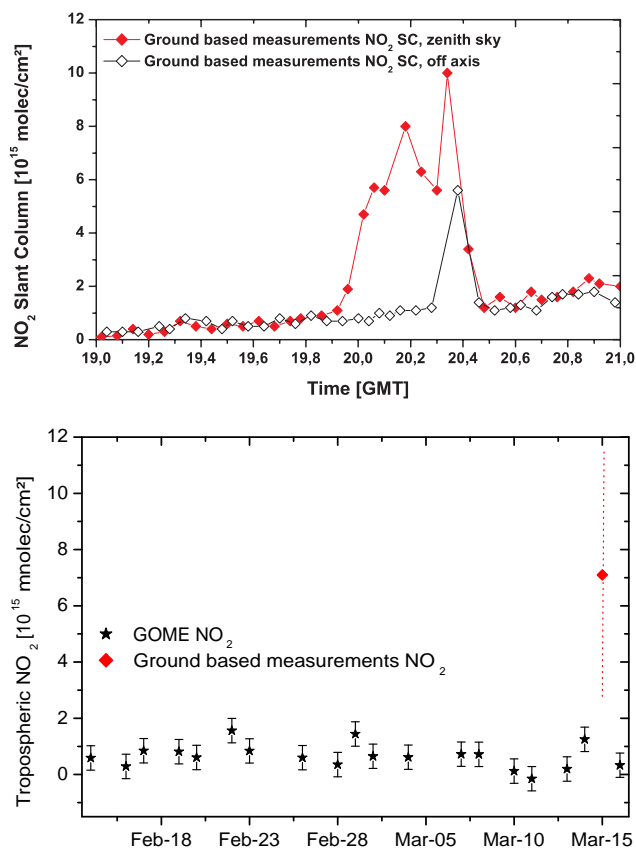 12
10
8
6
4
2
0
NO2 Slant Column [10^15 molec/cm²]
Ground based measurements NO2 SC, zenith sky
Ground based measurements NO2 SC, off axis
19,0 19,2 19,4 19,6 19,8 20,0 20,2 20,4 20,6 20,8 21,0
Time [GMT]
12
10
8
6
4
2
0
Topospheric NO2 [10^15 mnolec/cm²]
GOME NO2
Ground based measurements NO2
Feb-18 Feb-23 Feb-28 Mar-05 Mar-10 Mar-15